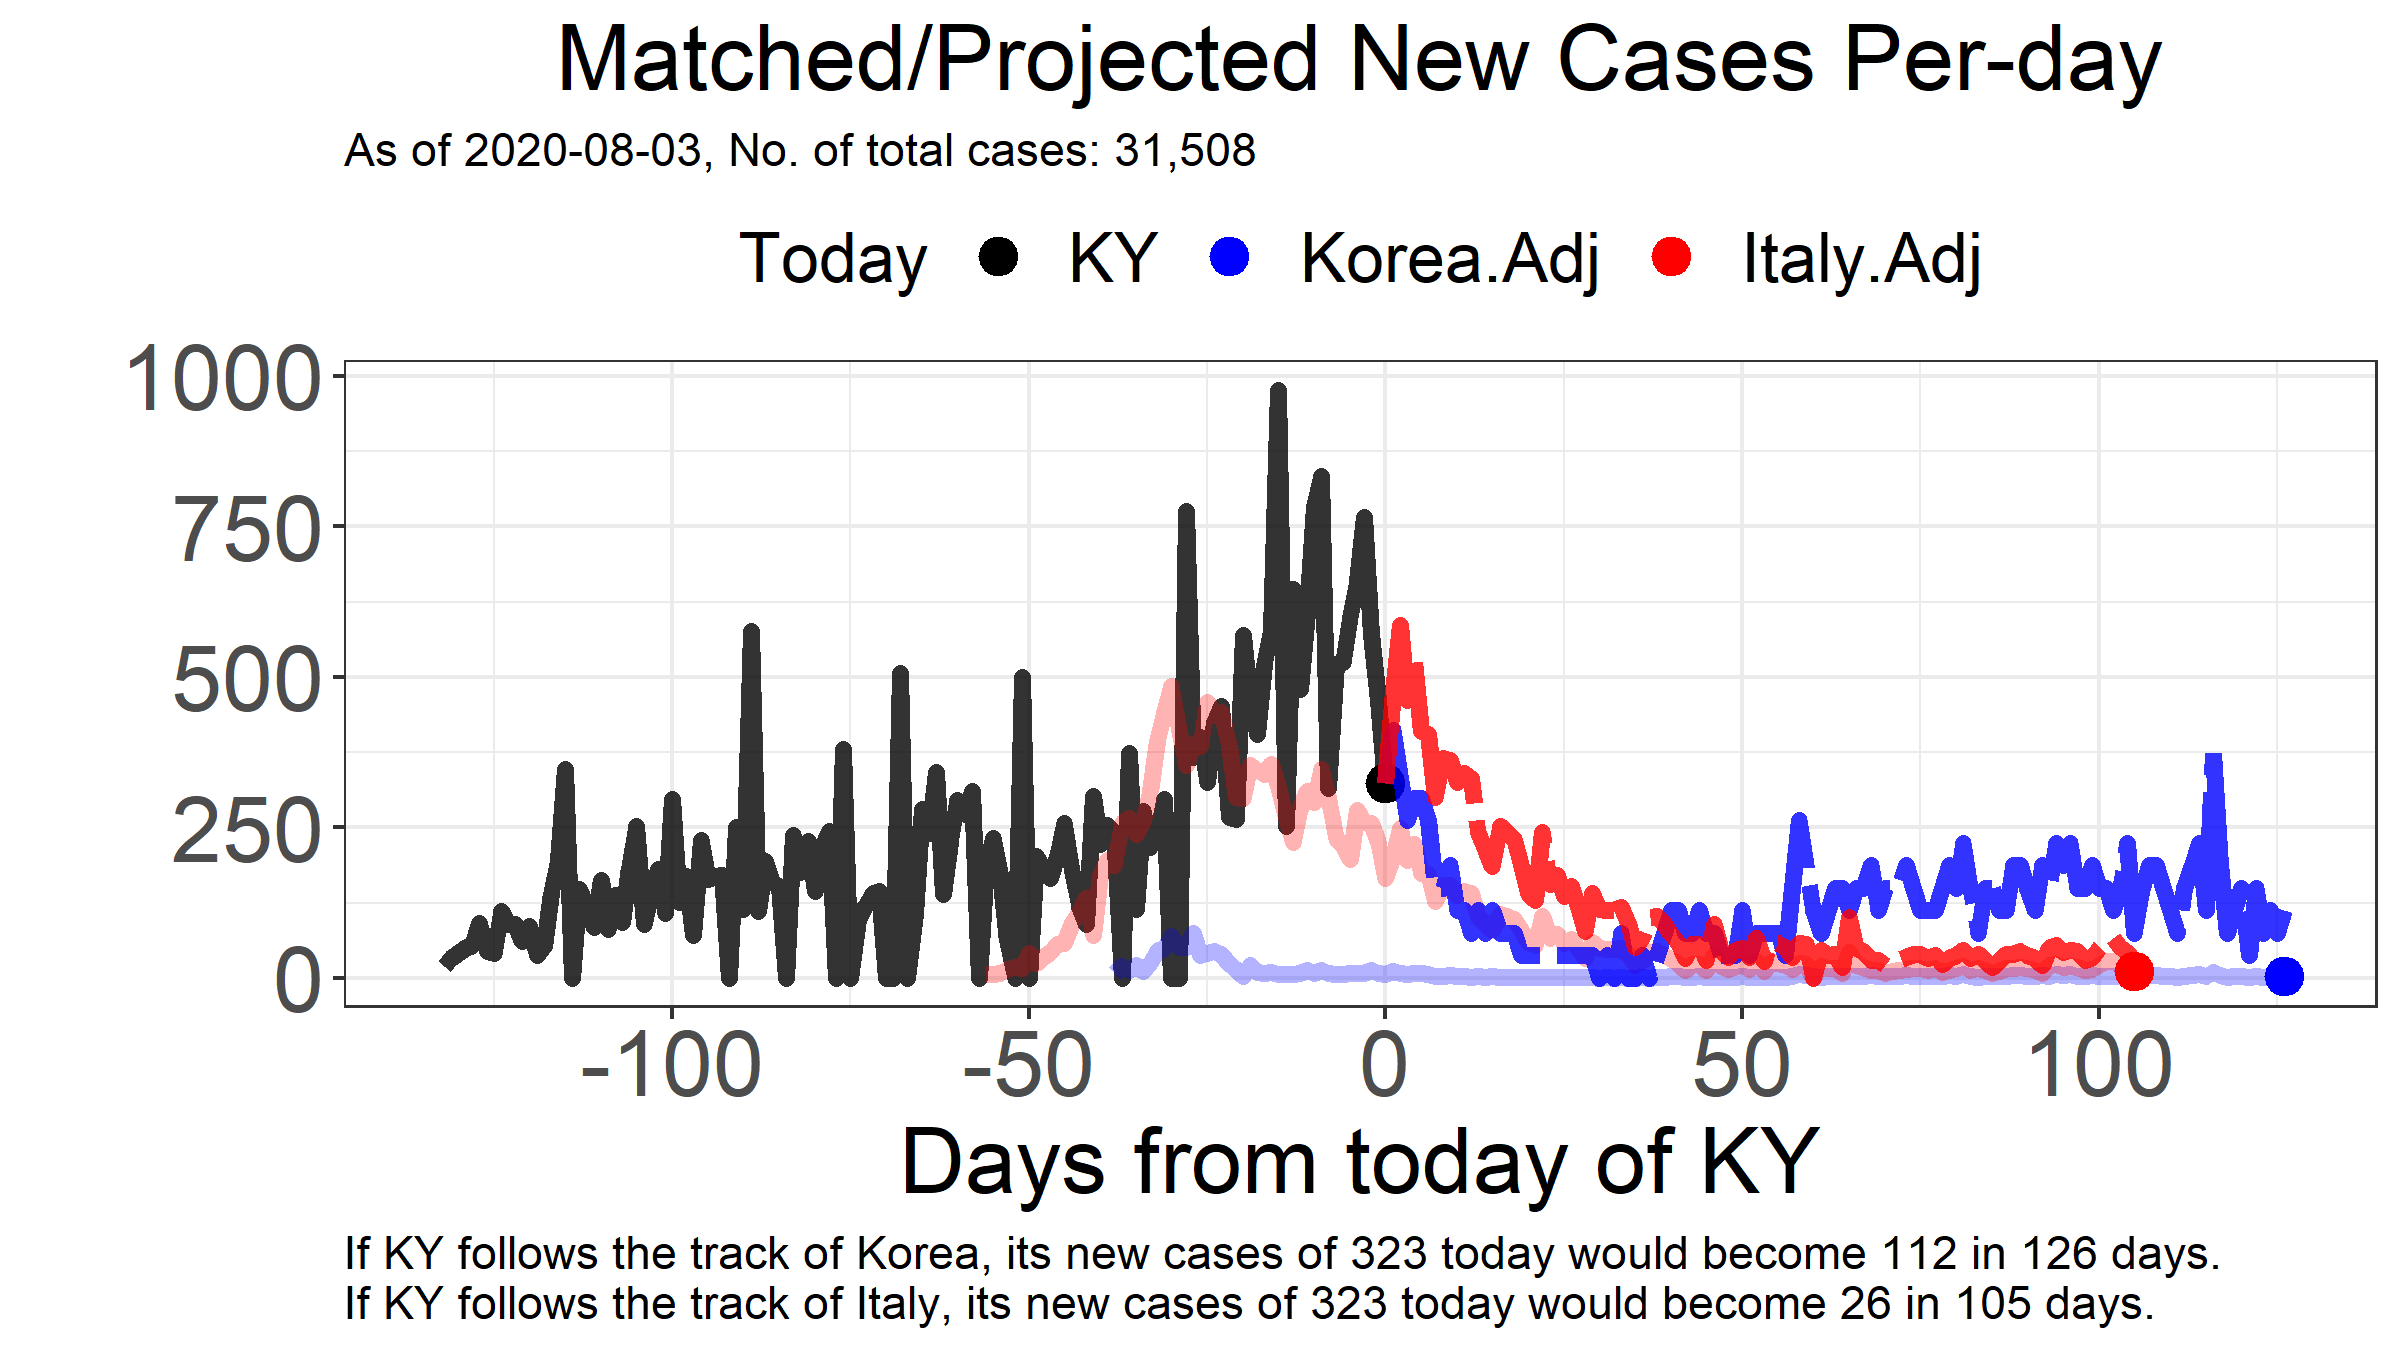 Matched/Projected New Cases Per-day
As of 2020-08-03, No. of total cases: 31,508
Today KY Korea.Adj Italy.Adj
1000
750
500
250
0
-100 -50 0 50 100
Days from today of KY
If KY follows the track of Korea, its new cases of 323 today would become 112 in 126 days.
If KY follows the track of Italy, its new cases of 323 today would become 26 in 105 days.